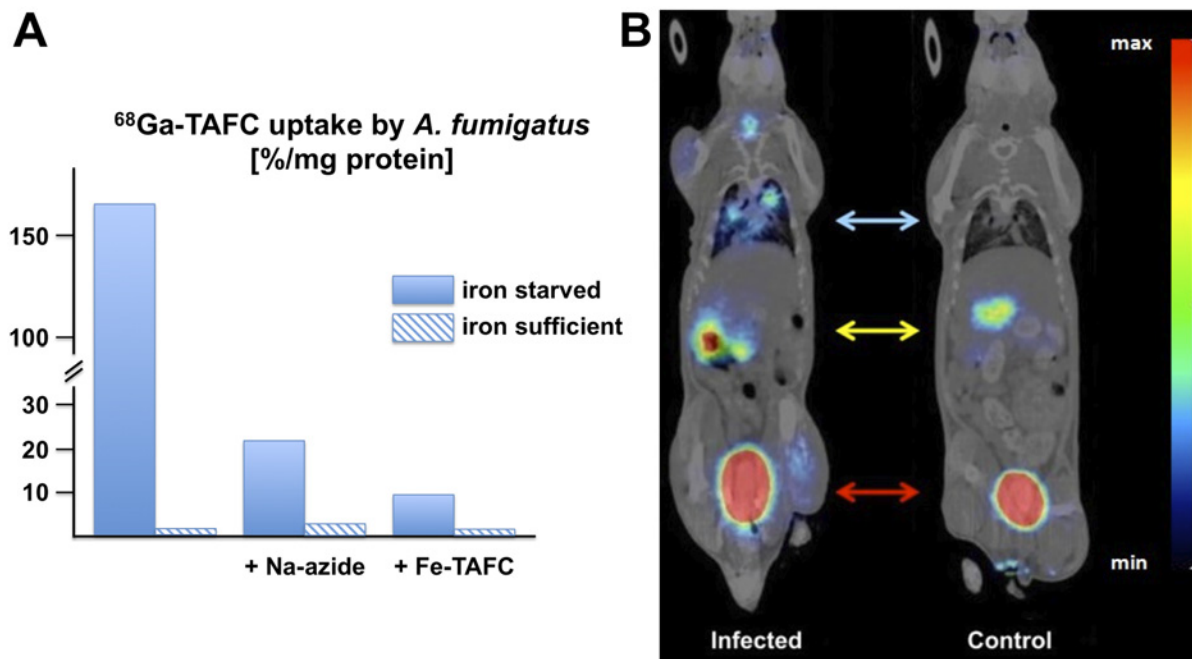 A
⁶⁸Ga-TAFC uptake by A. fumigatus
[%/mg protein]
150
100
30
20
10
iron starved
iron sufficient
+ Na-azide
+ Fe-TAFC
B
max
min
Infected
Control